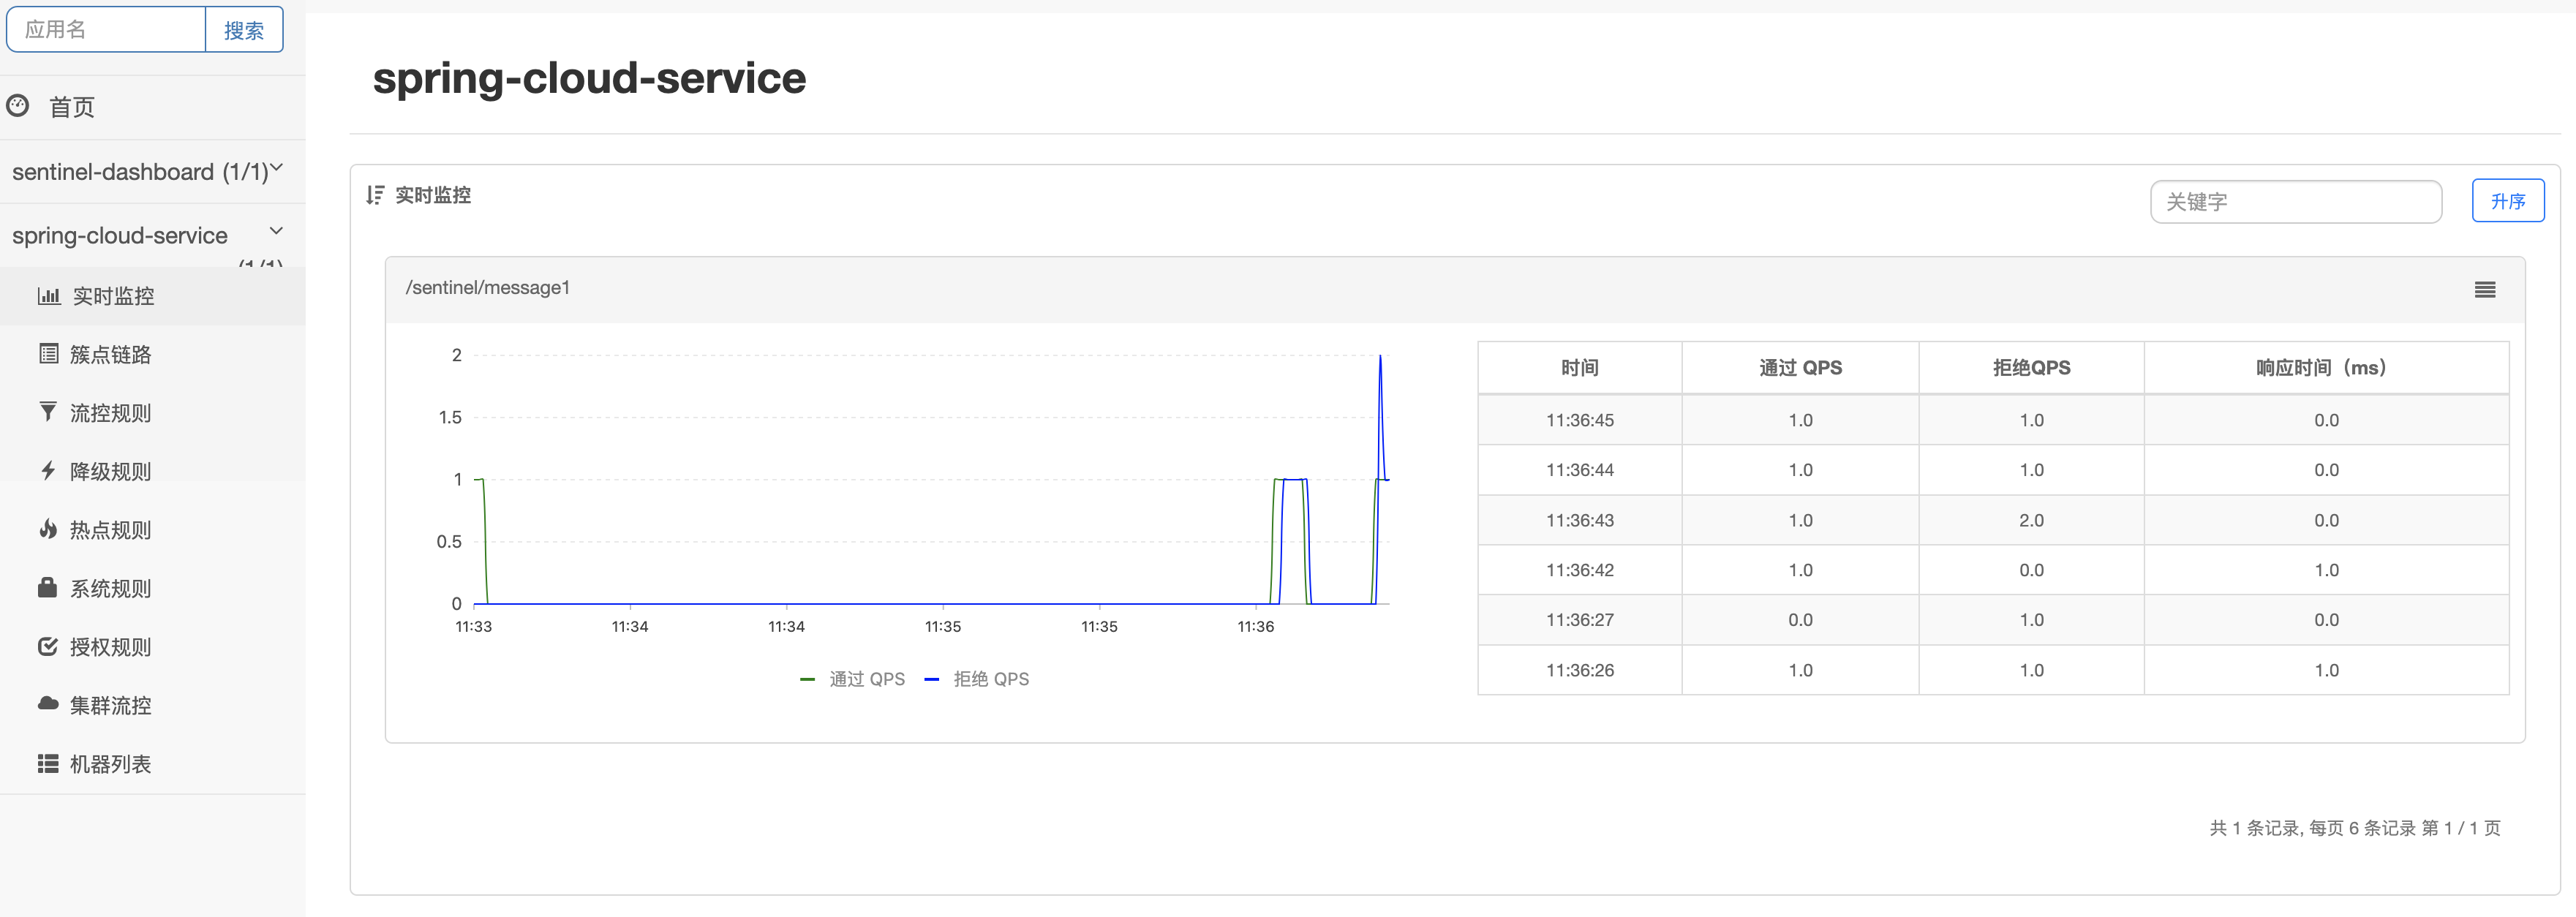 应用名 搜索
首页
sentinel-dashboard (1/1)
spring-cloud-service
(1/1)
实时监控
簇点链路
流控规则
降级规则
热点规则
系统规则
授权规则
集群流控
机器列表
spring-cloud-service
实时监控
关键字 升序
/sentinel/message1
2
1.5
1
0.5
0
11:33 11:34 11:34 11:35 11:35 11:36
通过 QPS 拒绝 QPS
时间 通过 QPS 拒绝QPS 响应时间（ms）
11:36:45 1.0 1.0 0.0
11:36:44 1.0 1.0 0.0
11:36:43 1.0 2.0 0.0
11:36:42 1.0 0.0 1.0
11:36:27 0.0 1.0 0.0
11:36:26 1.0 1.0 1.0
共 1 条记录, 每页 6 条记录 第 1 / 1 页